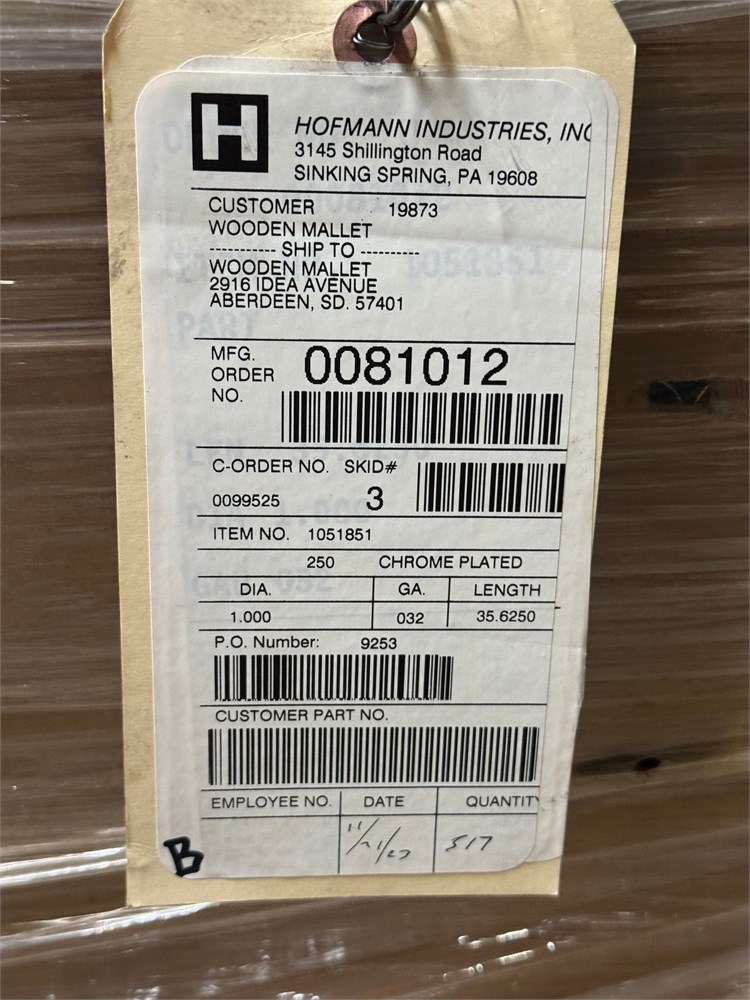 H
HOFMANN INDUSTRIES, INC
3145 Shillington Road
SINKING SPRING, PA 19608
CUSTOMER 19873
WOODEN MALLET
----------- SHIP TO ----------
WOODEN MALLET
2916 IDEA AVENUE
ABERDEEN, SD. 57401
MFG. ORDER NO. 0081012
C-ORDER NO. SKID#
0099525 3
ITEM NO. 1051851
250 CHROME PLATED
DIA. GA. LENGTH
1.000 032 35.6250
P.O. Number: 9253
CUSTOMER PART NO.
EMPLOYEE NO. DATE QUANTITY
517
B